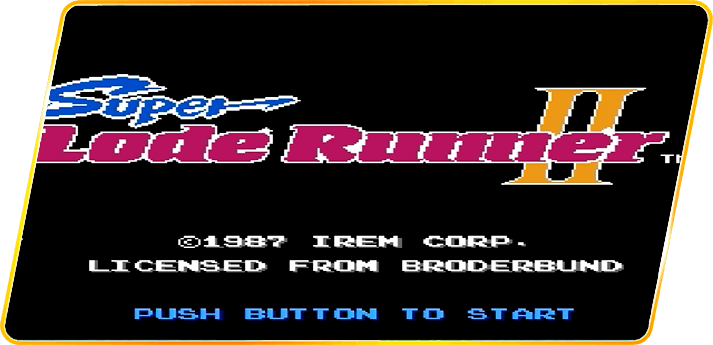 Super
Lode Runner II ™
©1987 IREM CORP.
LICENSED FROM BRODERBUND
PUSH BUTTON TO START